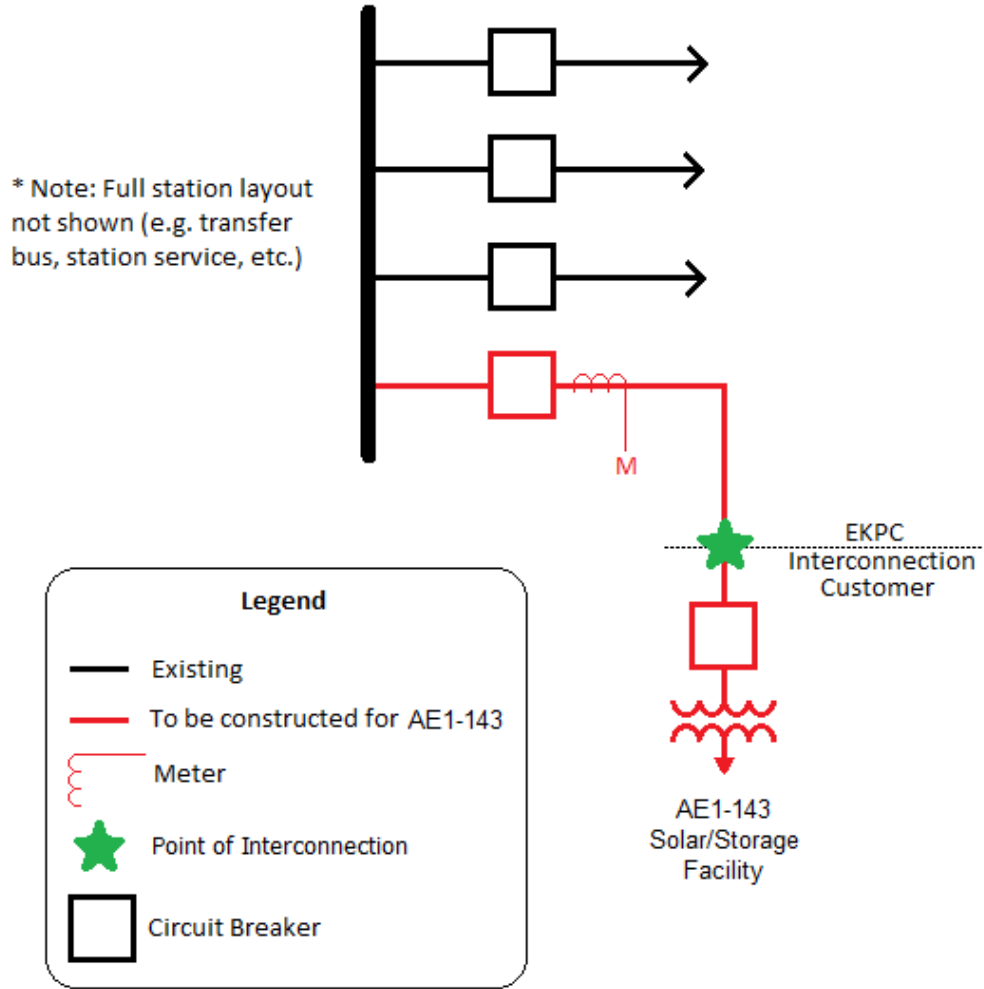 * Note: Full station layout
not shown (e.g. transfer
bus, station service, etc.)
M
EKPC
Interconnection
Customer
AE1-143
Solar/Storage
Facility
Legend
Existing
To be constructed for AE1-143
Meter
Point of Interconnection
Circuit Breaker